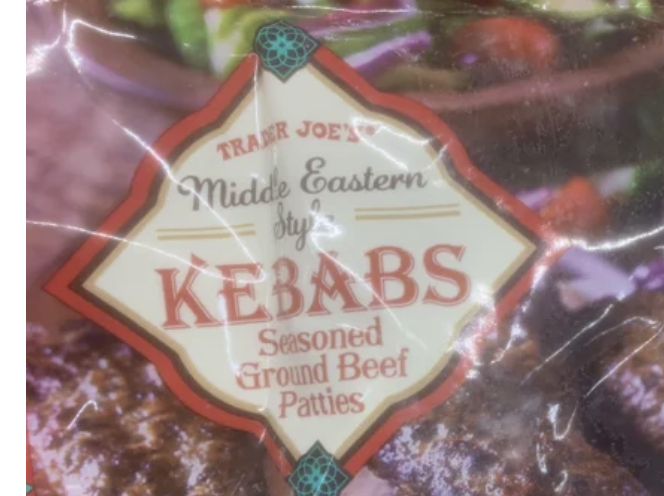 TRADER JOE'S
Middle Eastern
Style
KEBABS
Seasoned
Ground Beef
Patties